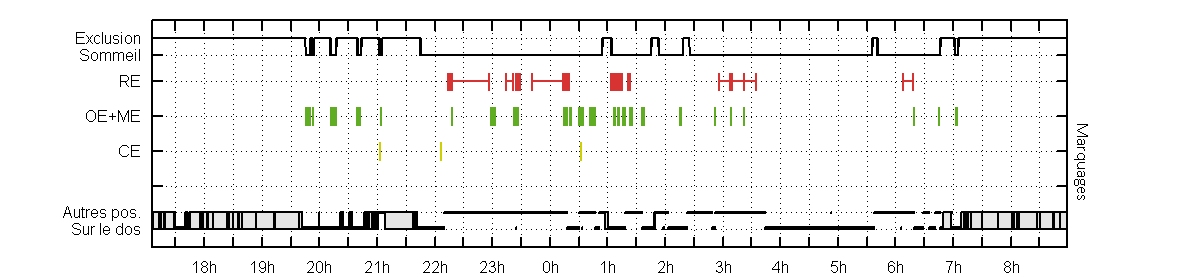 Exclusion
Sommeil
RE
OE+ME
CE
Marquages
Autres pos.
Sur le dos
18h 19h 20h 21h 22h 23h 0h 1h 2h 3h 4h 5h 6h 7h 8h